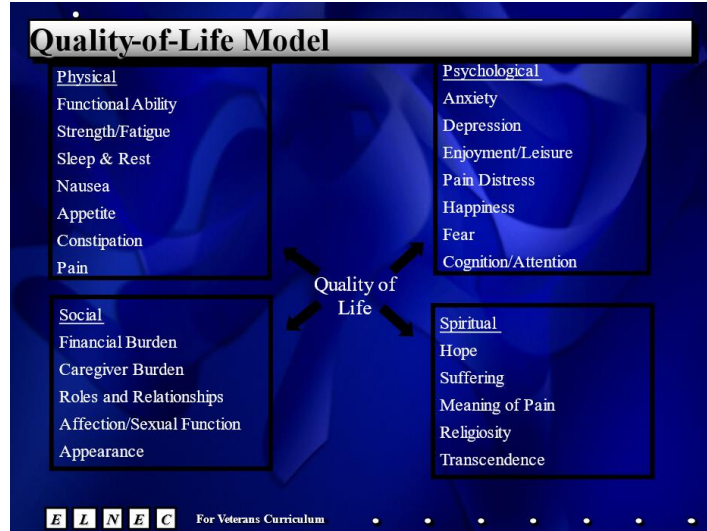 Quality-of-Life Model
Physical
Functional Ability
Strength/Fatigue
Sleep & Rest
Nausea
Appetite
Constipation
Pain
Psychological
Anxiety
Depression
Enjoyment/Leisure
Pain Distress
Happiness
Fear
Cognition/Attention
Quality of
Life
Social
Financial Burden
Caregiver Burden
Roles and Relationships
Affection/Sexual Function
Appearance
Spiritual
Hope
Suffering
Meaning of Pain
Religiosity
Transcendence
E L N E C For Veterans Curriculum